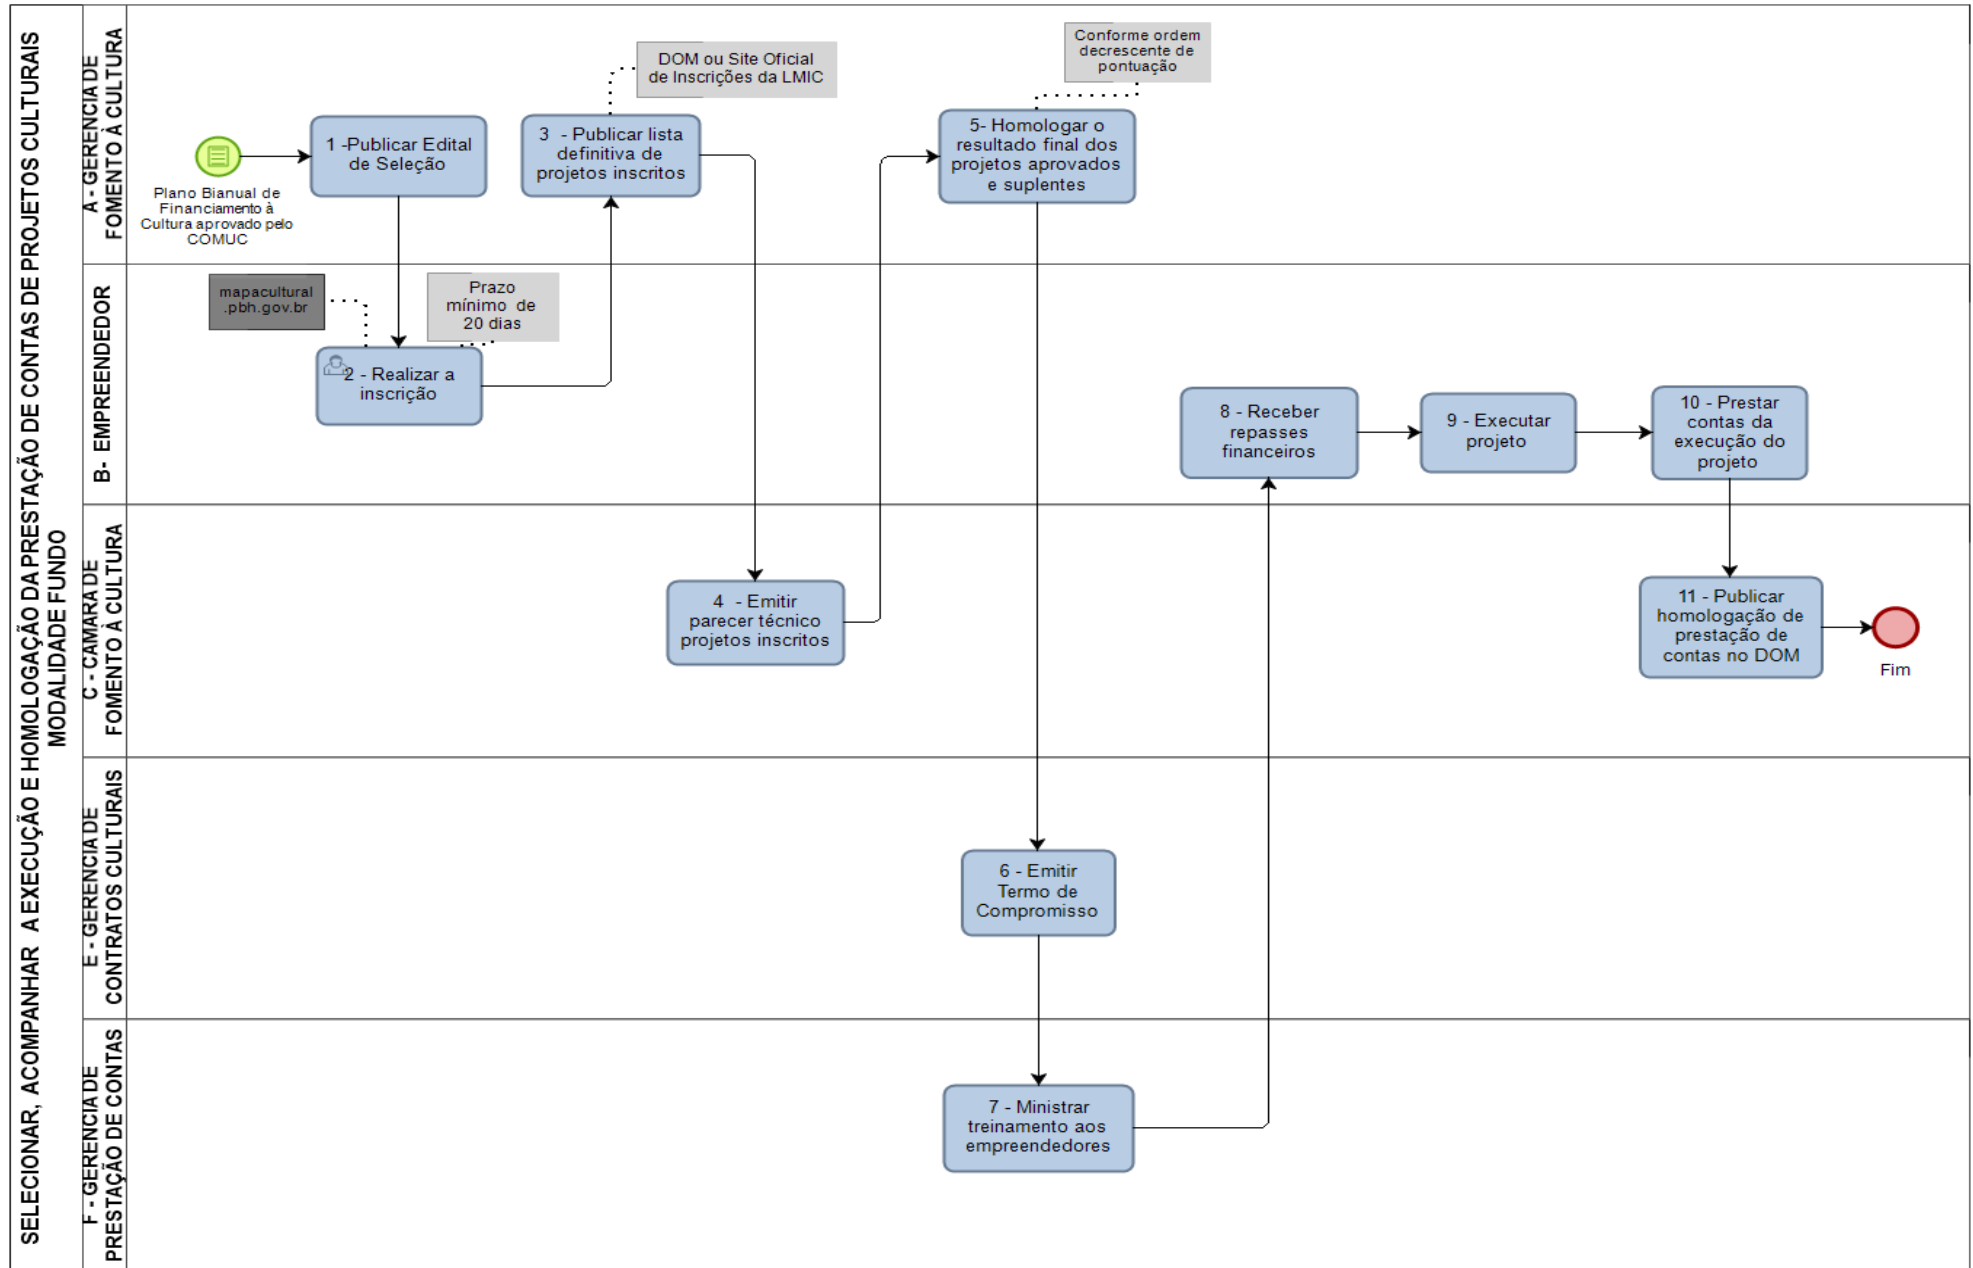 SELECIONAR, ACOMPANHAR A EXECUÇÃO E HOMOLOGAÇÃO DA PRESTAÇÃO DE CONTAS DE PROJETOS CULTURAIS
MODALIDADE FUNDO
A - GERENCIA DE
FOMENTO À CULTURA
Plano Bianual de
Financiamento à
Cultura aprovado pelo
COMUC
1 -Publicar Edital
de Seleção
3 - Publicar lista
definitiva de
projetos inscritos
DOM ou Site Oficial
de Inscrições da LMIC
5- Homologar o
resultado final dos
projetos aprovados
e suplentes
Conforme ordem
decrescente de
pontuação
B- EMPREENDEDOR
mapacultural
.pbh.gov.br
Prazo
mínimo de
20 dias
2 - Realizar a
inscrição
8 - Receber
repasses
financeiros
9 - Executar
projeto
10 - Prestar
contas da
execução do
projeto
C - CAMARA DE
FOMENTO À CULTURA
4 - Emitir
parecer técnico
projetos inscritos
11 - Publicar
homologação de
prestação de
contas no DOM
Fim
E - GERENCIA DE
CONTRATOS CULTURAIS
6 - Emitir
Termo de
Compromisso
F - GERENCIA DE
PRESTAÇÃO DE CONTAS
7 - Ministrar
treinamento aos
empreendedores